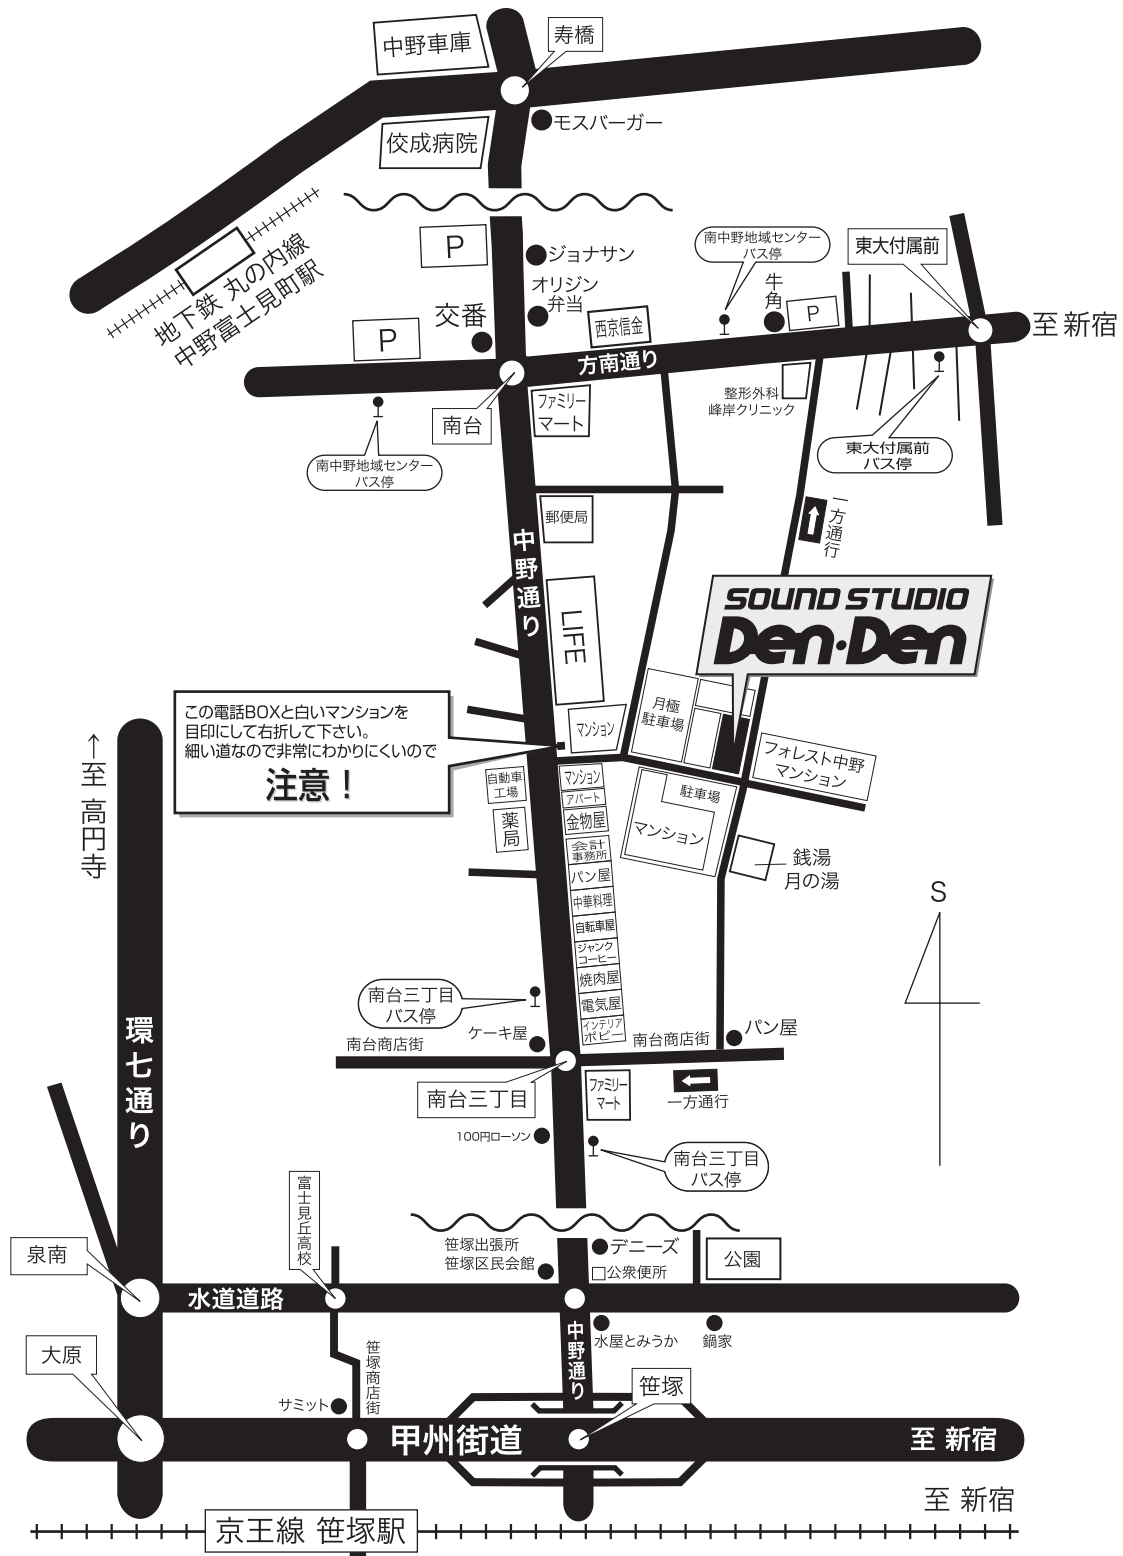 中野車庫
寿橋
モスバーガー
佼成病院
地下鉄 丸の内線
中野富士見町駅
P
ジョナサン
オリジン
弁当
交番
P
西京信金
南中野地域センター
バス停
牛角
P
東大付属前
至 新宿
方南通り
南台
ファミリー
マート
整形外科
峰岸クリニック
南中野地域センター
バス停
東大付属前
バス停
郵便局
一方通行
中野通り
LIFE
SOUND STUDIO
Den・Den
月極
駐車場
マンション
この電話BOXと白いマンションを
目印にして右折して下さい。
細い道なので非常にわかりにくいので
注意！
フォレスト中野
マンション
←至 高円寺
自動車
工場
薬局
マンション
アパート
金物屋
会計
事務所
パン屋
中華料理
自転車屋
ジャンク
コーヒー
焼肉屋
電気屋
インテリア
ポピー
駐車場
マンション
銭湯
月の湯
S
南台三丁目
バス停
ケーキ屋
南台商店街
南台商店街
パン屋
環七通り
南台三丁目
ファミリー
マート
一方通行
100円ローソン
南台三丁目
バス停
富士見丘高校
笹塚出張所
笹塚区民会館
デニーズ
公衆便所
公園
泉南
水道道路
水屋とみうか
鍋家
中野通り
大原
笹塚商店街
サミット
笹塚
甲州街道
至 新宿
至 新宿
京王線 笹塚駅